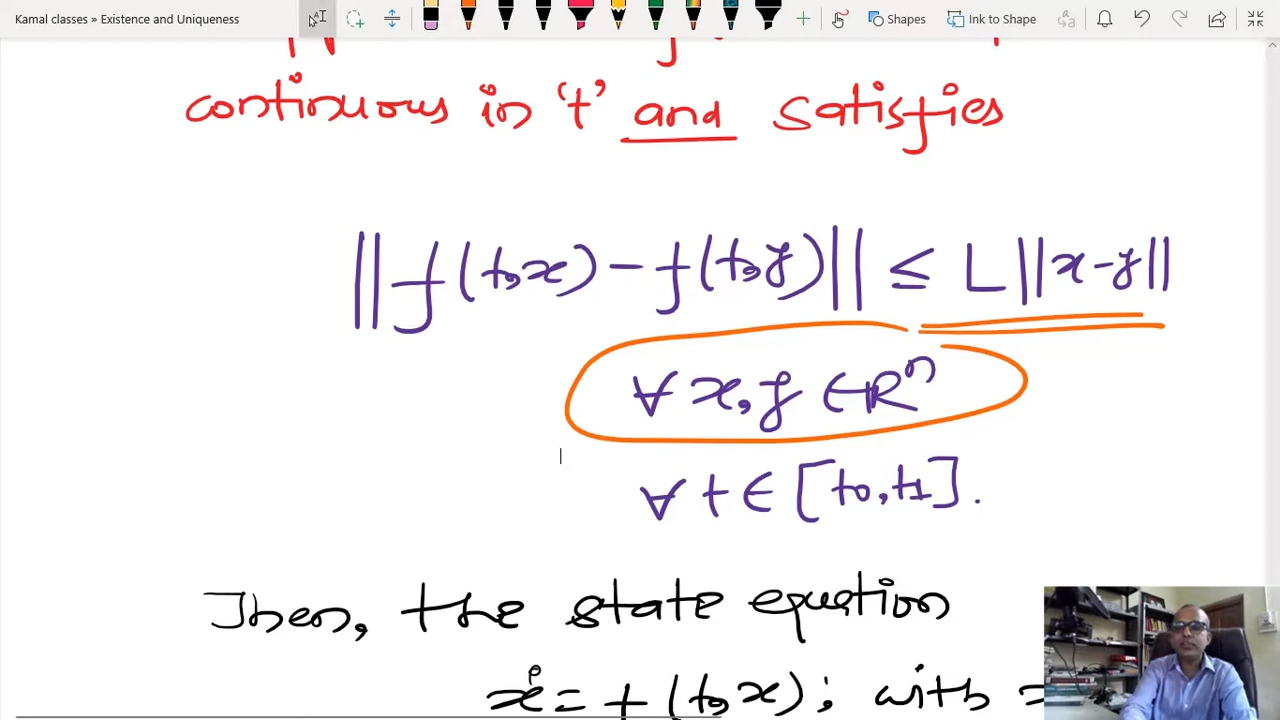 Kamal classes » Existence and Uniqueness
Shapes
Ink to Shape
continuous in 't' and satisfies
||f(t,x) - f(t,y)|| ≤ L||x-y||
∀ x,y ∈ Rⁿ
∀ t ∈ [t0,t1].
Then, the state equation
ẋ = f(t,x); with